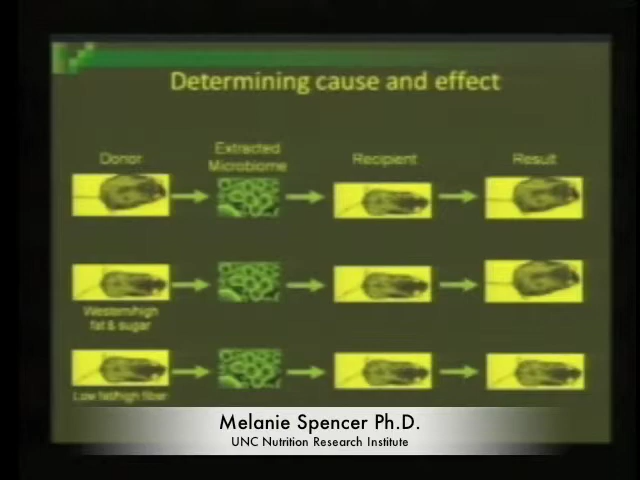 Determining cause and effect
Donor
Extracted
Microbiome
Recipient
Result
Western/high
fat & sugar
Low fat/high fiber
Melanie Spencer Ph.D.
UNC Nutrition Research Institute